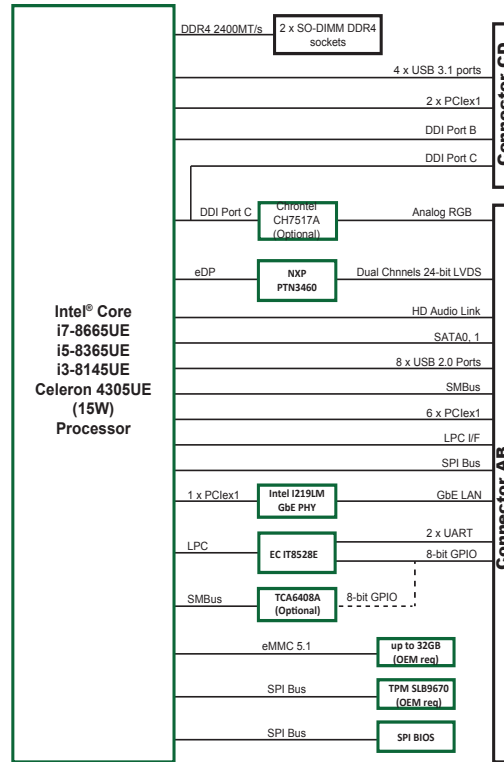 DDR4 2400MT/s
2 x SO-DIMM DDR4
sockets
4 x USB 3.1 ports
2 x PCIex1
DDI Port B
DDI Port C
Connector CD
DDI Port C
Chrontel
CH7517A
(Optional)
Analog RGB
eDP
NXP
PTN3460
Dual Chnnels 24-bit LVDS
Intel® Core
i7-8665UE
i5-8365UE
i3-8145UE
Celeron 4305UE
(15W)
Processor
HD Audio Link
SATA0, 1
8 x USB 2.0 Ports
SMBus
6 x PCIex1
LPC I/F
SPI Bus
Connector AB
1 x PCIex1
Intel I219LM
GbE PHY
GbE LAN
LPC
EC IT8528E
2 x UART
8-bit GPIO
SMBus
TCA6408A
(Optional)
8-bit GPIO
eMMC 5.1
up to 32GB
(OEM req)
SPI Bus
TPM SLB9670
(OEM req)
SPI Bus
SPI BIOS